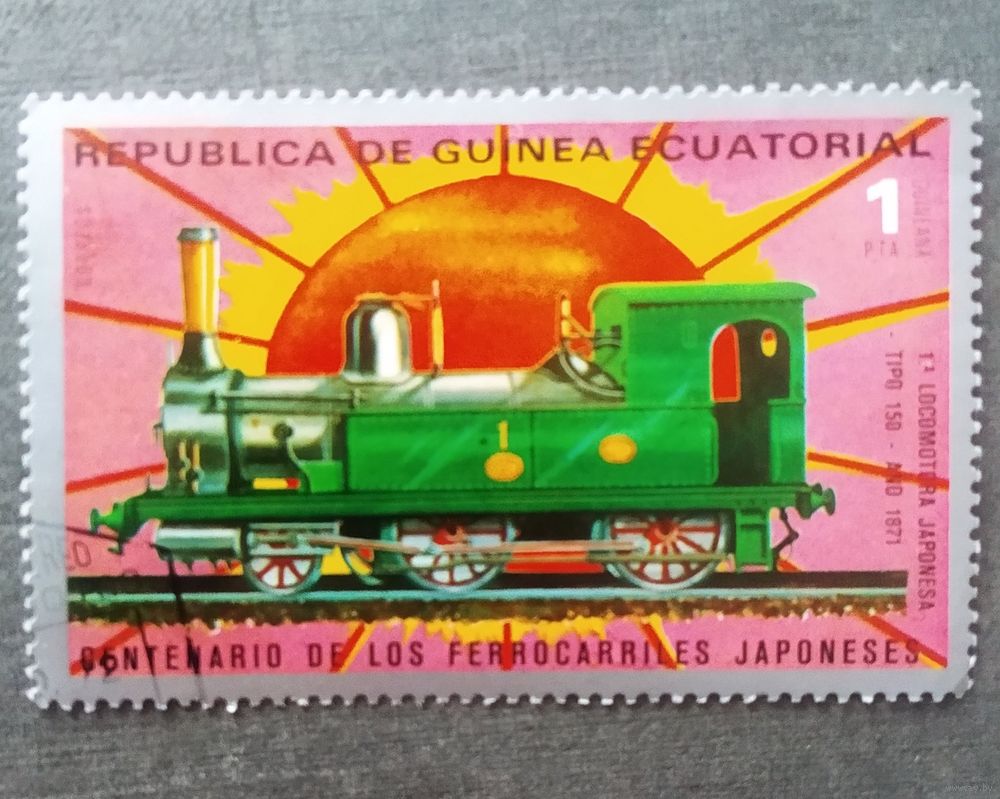 REPUBLICA DE GUINEA ECUATORIAL
1
PTA
1ª LOCOMOTORA JAPONESA
- TIPO 150 - AÑO 1871
1
CENTENARIO DE LOS FERROCARRILES JAPONESES